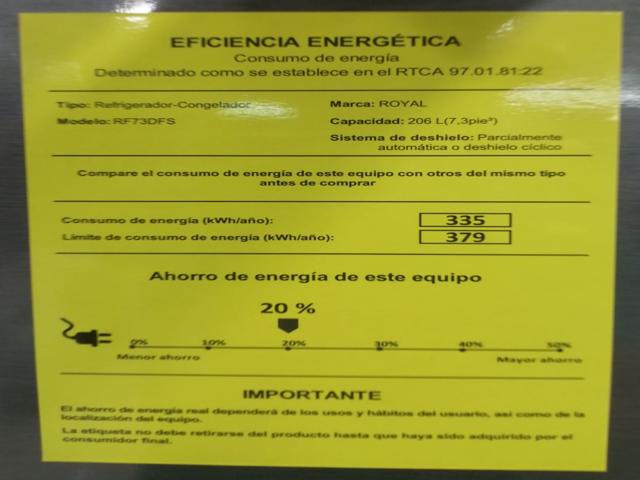 EFICIENCIA ENERGÉTICA
Consumo de energía
Determinado como se establece en el RTCA 97.01.81:22
Tipo: Refrigerador-Congelador
Marca: ROYAL
Modelo: RF73DFS
Capacidad: 206 L(7,3pie³)
Sistema de deshielo: Parcialmente
automática o deshielo cíclico
Compare el consumo de energía de este equipo con otros del mismo tipo
antes de comprar
Consumo de energía (kWh/año): 335
Límite de consumo de energía (kWh/año): 379
Ahorro de energía de este equipo
20 %
0% 10% 20% 30% 40% 50%
Menor ahorro Mayor ahorro
IMPORTANTE
El ahorro de energía real dependerá de los usos y hábitos del usuario, así como de la
localización del equipo.
La etiqueta no debe retirarse del producto hasta que haya sido adquirido por el
consumidor final.